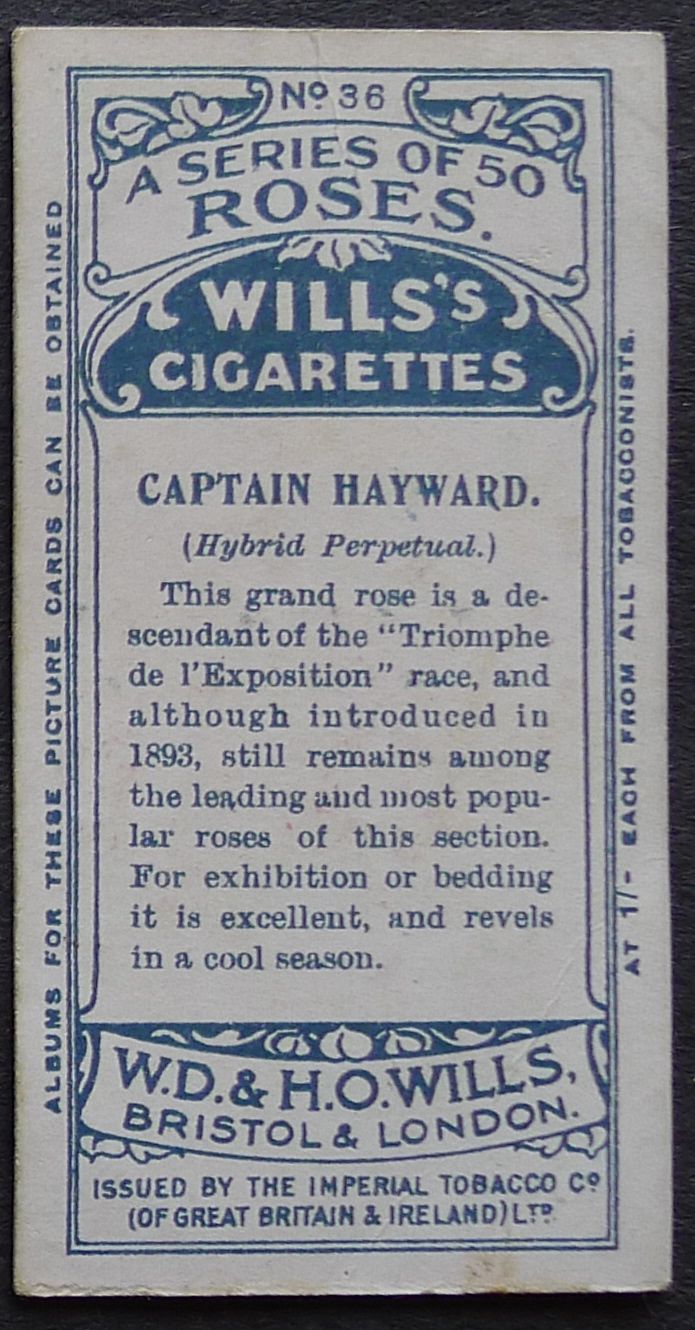 No 36
A SERIES OF 50
ROSES.
WILLS'S
CIGARETTES
CAPTAIN HAYWARD.
(Hybrid Perpetual.)
This grand rose is a de-
scendant of the "Triomphe
de l'Exposition" race, and
although introduced in
1893, still remains among
the leading and most popu-
lar roses of this section.
For exhibition or bedding
it is excellent, and revels
in a cool season.
W.D. & H.O. WILLS,
BRISTOL & LONDON.
ISSUED BY THE IMPERIAL TOBACCO Co
(OF GREAT BRITAIN & IRELAND) LTD.
ALBUMS FOR THESE PICTURE CARDS CAN BE OBTAINED
AT 1/- EACH FROM ALL TOBACCONISTS.